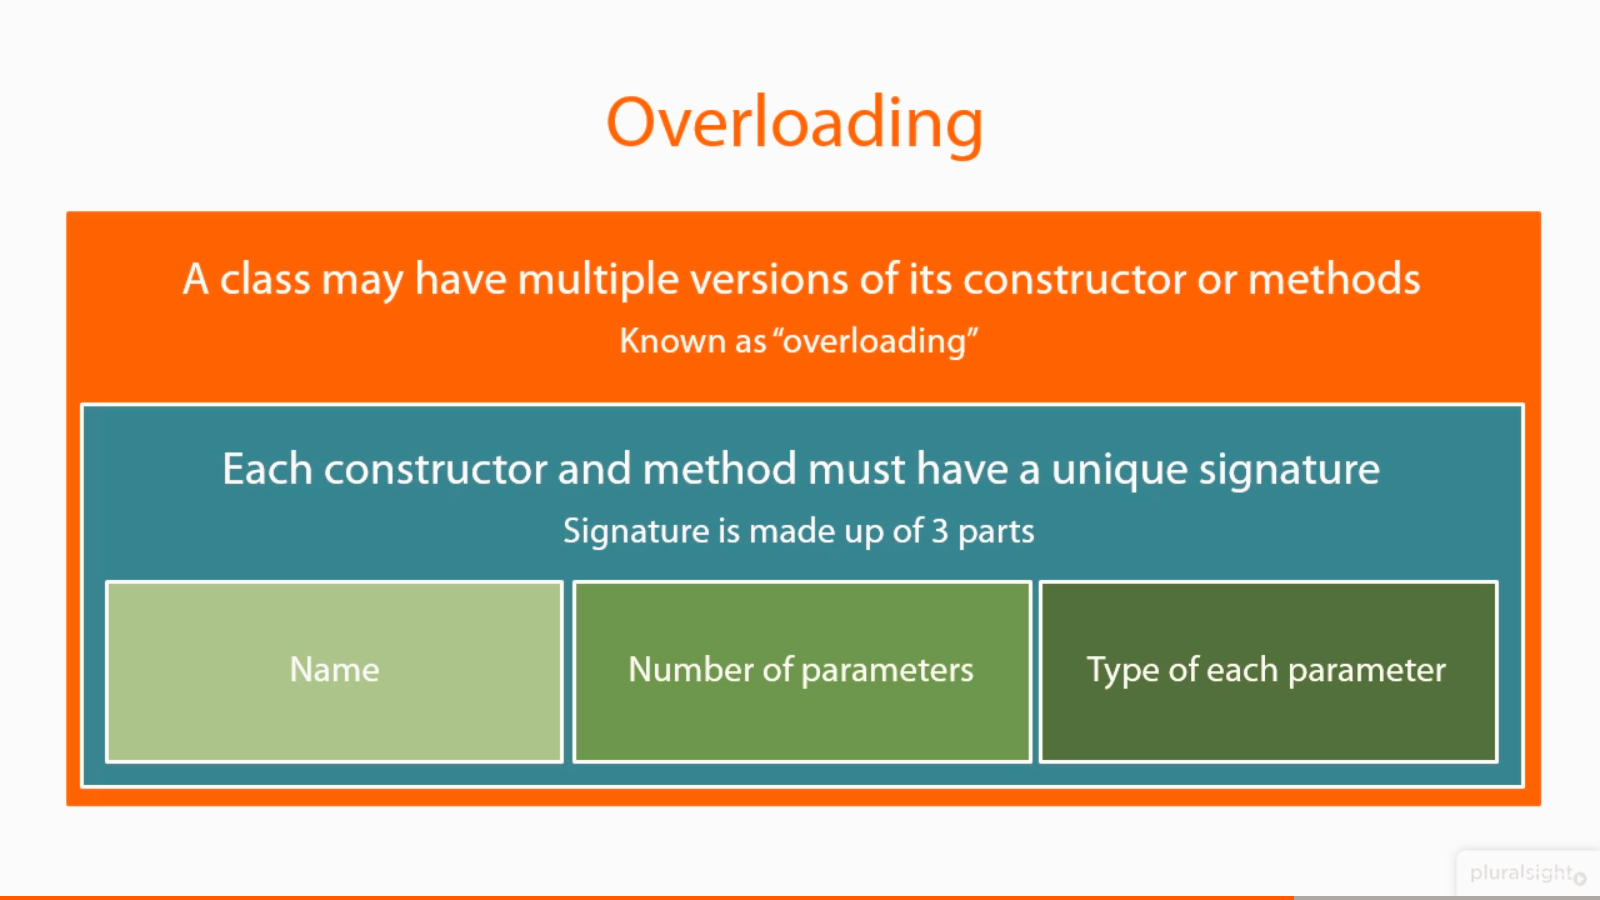 Overloading
A class may have multiple versions of its constructor or methods
Known as “overloading”
Each constructor and method must have a unique signature
Signature is made up of 3 parts
Name
Number of parameters
Type of each parameter
pluralsight